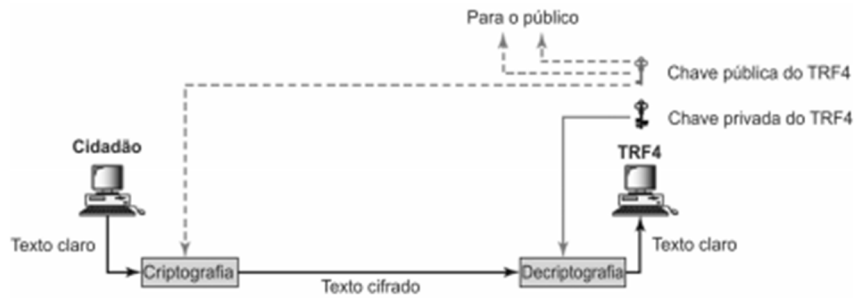 Para o público
Chave pública do TRF4
Chave privada do TRF4
Cidadão
TRF4
Texto claro
Texto claro
Criptografia
Decriptografia
Texto cifrado